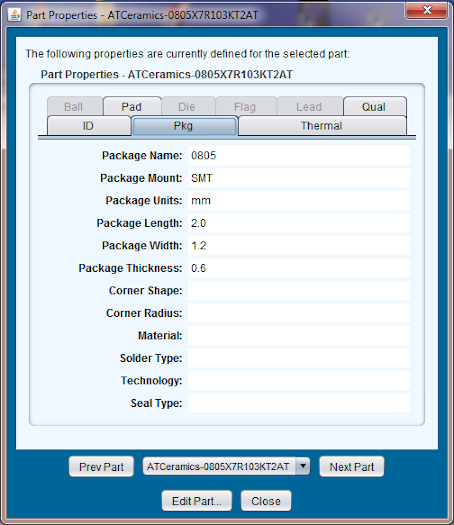 Part Properties - ATCeramics-0805X7R103KT2AT
The following properties are currently defined for the selected part:
Part Properties - ATCeramics-0805X7R103KT2AT
Ball Pad Die Flag Lead Qual
ID Pkg Thermal
Package Name: 0805
Package Mount: SMT
Package Units: mm
Package Length: 2.0
Package Width: 1.2
Package Thickness: 0.6
Corner Shape:
Corner Radius:
Material:
Solder Type:
Technology:
Seal Type:
Prev Part ATCeramics-0805X7R103KT2AT Next Part
Edit Part... Close